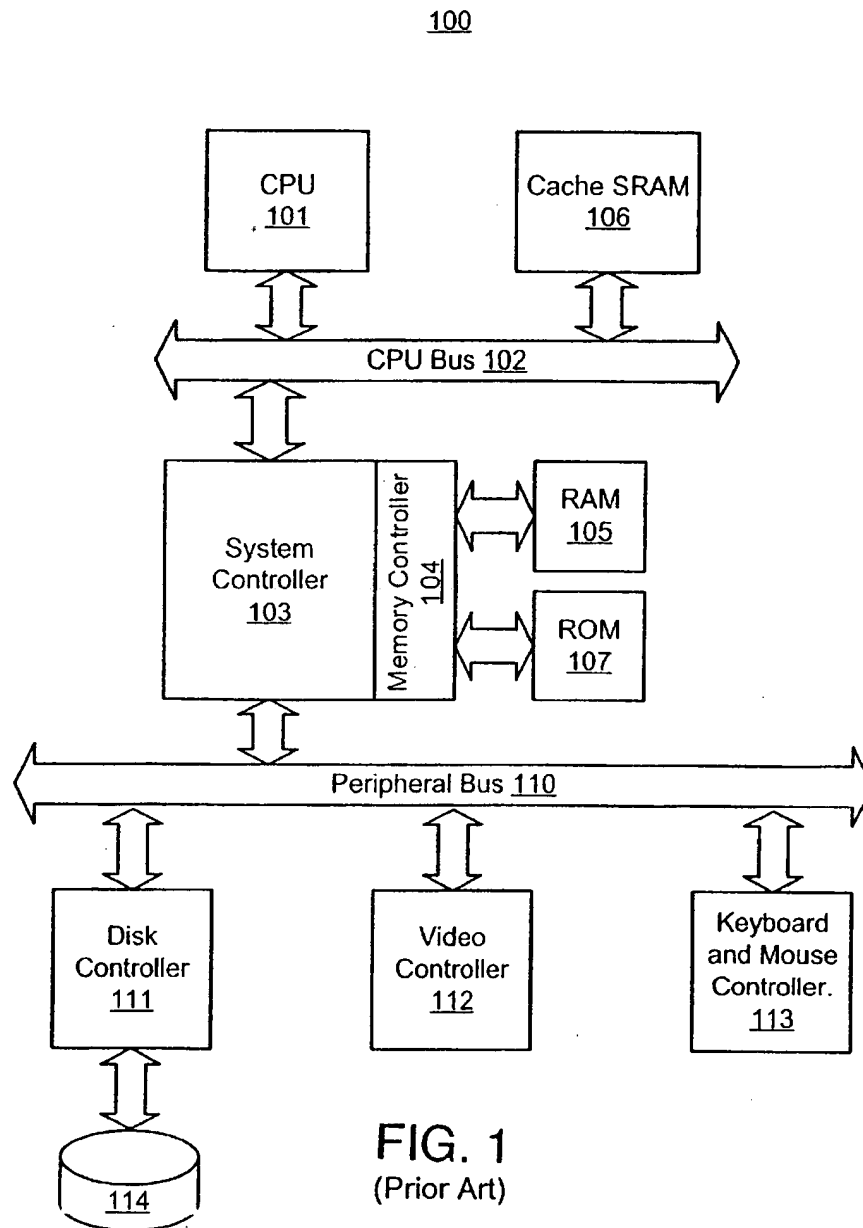 100
CPU
101
Cache SRAM
106
CPU Bus 102
System
Controller
103
Memory Controller
104
RAM
105
ROM
107
Peripheral Bus 110
Disk
Controller
111
Video
Controller
112
Keyboard
and Mouse
Controller.
113
114
FIG. 1
(Prior Art)